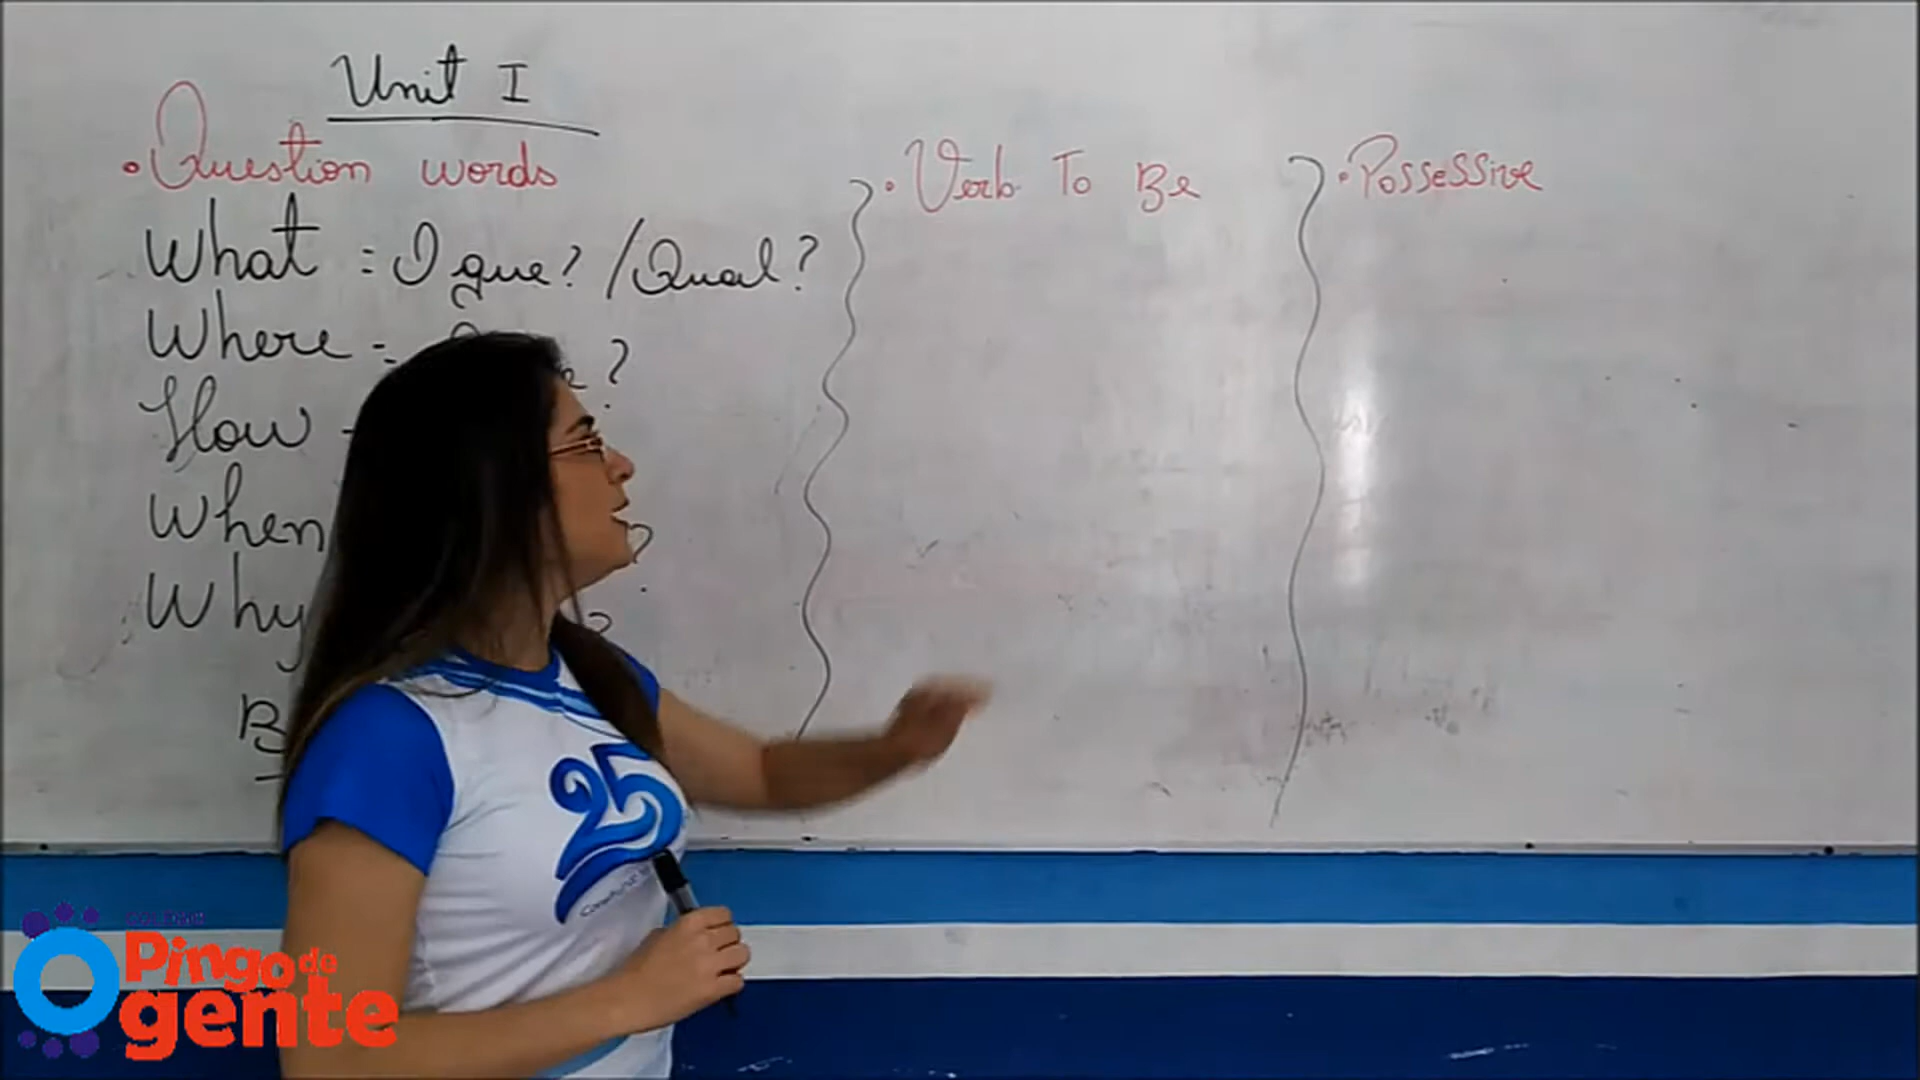 Unit I
• Question words
What = O que? / Qual?
Where = ?
How
When ?
Why ?
• Verb To Be
• Possessive
25
Pingo de
gente